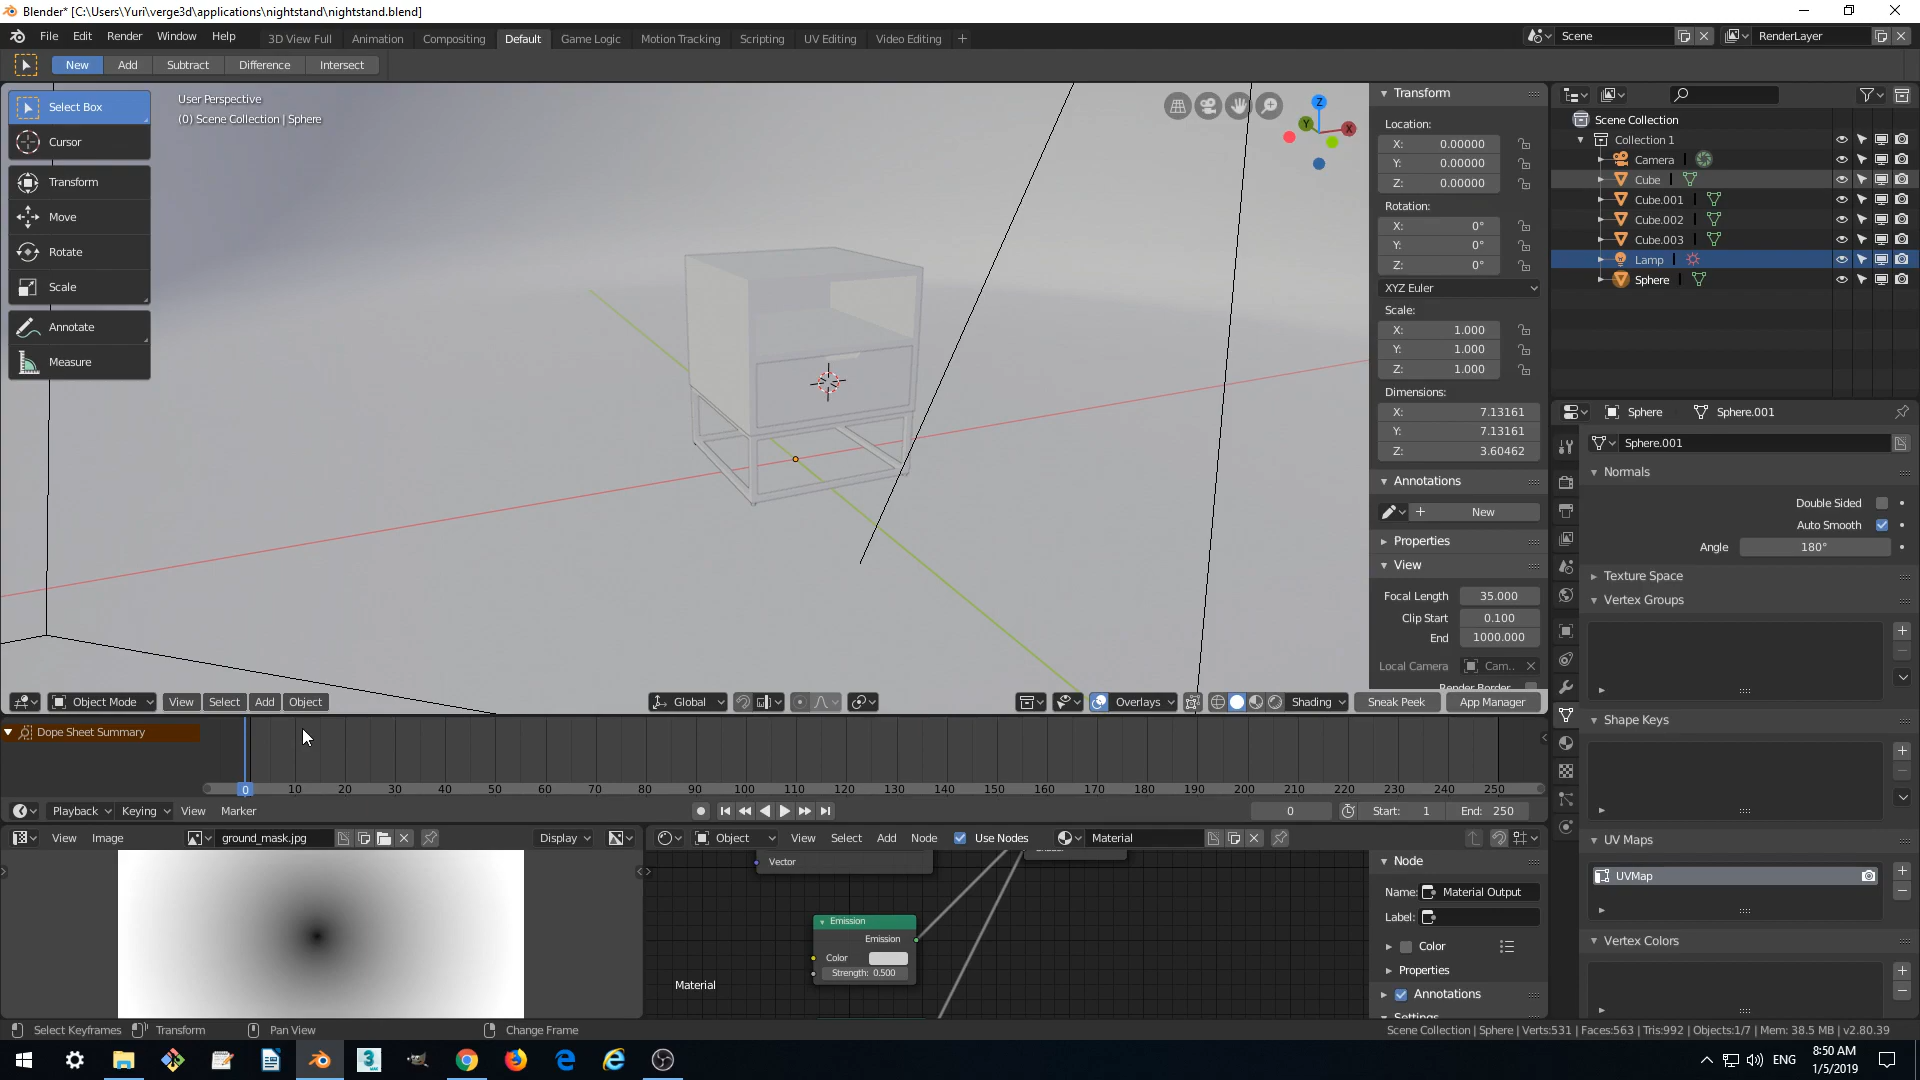 Blender* [C:\Users\Yuri\verge3d\applications\nightstand\nightstand.blend]
File Edit Render Window Help 3D View Full Animation Compositing Default Game Logic Motion Tracking Scripting UV Editing Video Editing + Scene RenderLayer
New Add Subtract Difference Intersect
Select Box
Cursor
Transform
Move
Rotate
Scale
Annotate
Measure
User Perspective
(0) Scene Collection | Sphere
Z
Y
X
Transform
Location:
X: 0.00000
Y: 0.00000
Z: 0.00000
Rotation:
X: 0°
Y: 0°
Z: 0°
XYZ Euler
Scale:
X: 1.000
Y: 1.000
Z: 1.000
Dimensions:
X: 7.13161
Y: 7.13161
Z: 3.60462
Annotations
+ New
Properties
View
Focal Length 35.000
Clip Start 0.100
End 1000.000
Local Camera Cam..
Scene Collection
Collection 1
Camera
Cube
Cube.001
Cube.002
Cube.003
Lamp
Sphere
Sphere Sphere.001
Sphere.001
Normals
Double Sided
Auto Smooth
Angle 180°
Texture Space
Vertex Groups
Shape Keys
UV Maps
UVMap
Vertex Colors
Object Mode View Select Add Object Global Overlays Shading Sneak Peek App Manager
Dope Sheet Summary
0 10 20 30 40 50 60 70 80 90 100 110 120 130 140 150 160 170 180 190 200 210 220 230 240 250
Playback Keying View Marker 0 Start: 1 End: 250
View Image ground_mask.jpg Display
Object View Select Add Node Use Nodes Material
Vector
Emission
Emission
Color
Strength: 0.500
Material
Node
Name: Material Output
Label:
Color
Properties
Annotations
Settings
Select Keyframes Transform Pan View Change Frame
Scene Collection | Sphere | Verts:531 | Faces:563 | Tris:992 | Objects:1/7 | Mem: 38.5 MB | v2.80.39
ENG
8:50 AM
1/5/2019